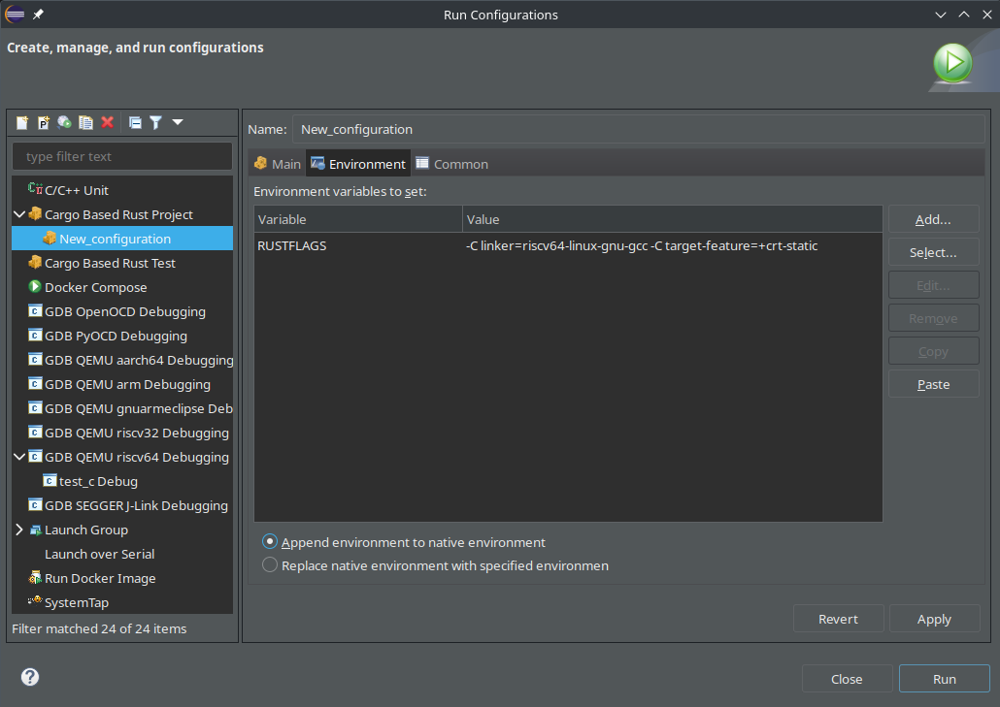 Run Configurations
Create, manage, and run configurations
type filter text
C/C++ Unit
Cargo Based Rust Project
New_configuration
Cargo Based Rust Test
Docker Compose
GDB OpenOCD Debugging
GDB PyOCD Debugging
GDB QEMU aarch64 Debugging
GDB QEMU arm Debugging
GDB QEMU gnuarmeclipse Deb
GDB QEMU riscv32 Debugging
GDB QEMU riscv64 Debugging
test_c Debug
GDB SEGGER J-Link Debugging
Launch Group
Launch over Serial
Run Docker Image
SystemTap
Filter matched 24 of 24 items
Name: New_configuration
Main Environment Common
Environment variables to set:
Variable Value
RUSTFLAGS -C linker=riscv64-linux-gnu-gcc -C target-feature=+crt-static
Add...
Select...
Edit...
Remove
Copy
Paste
Append environment to native environment
Replace native environment with specified environmen
Revert Apply
Close Run